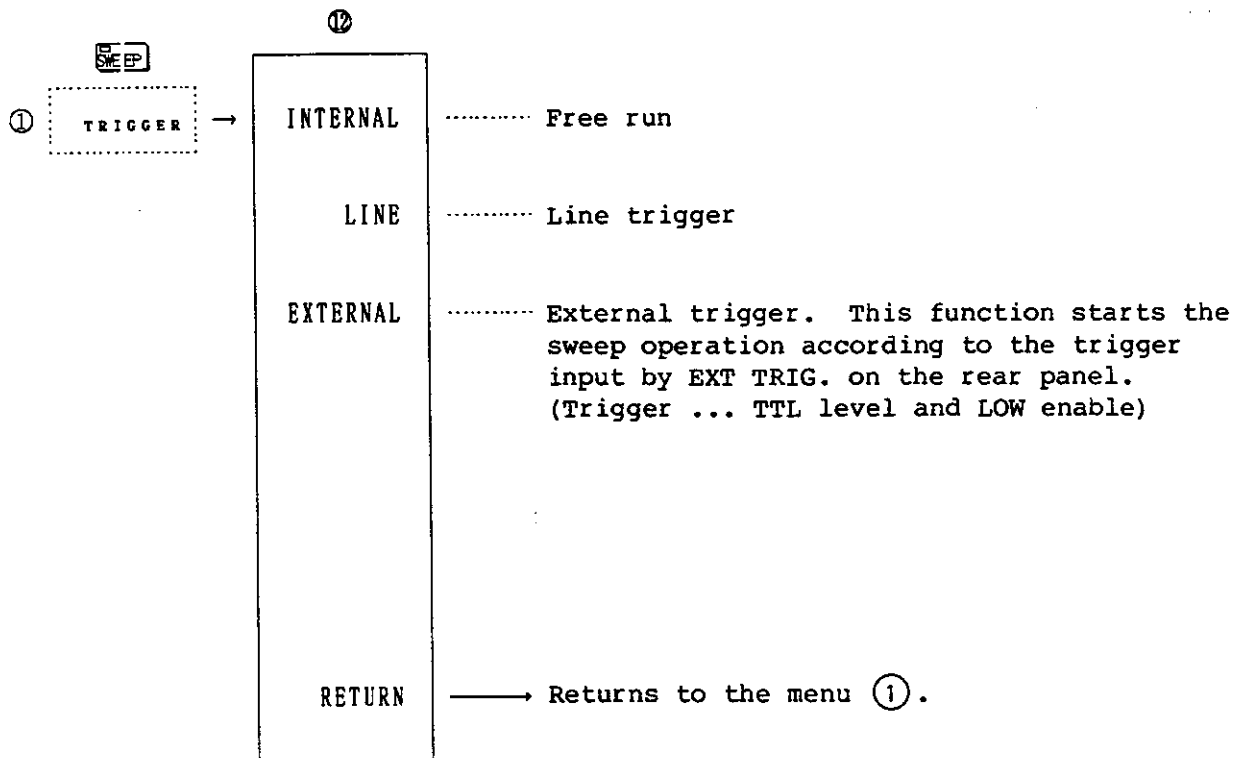 ⑫
SWEEP
① TRIGGER → INTERNAL ………… Free run
LINE ………… Line trigger
EXTERNAL ………… External trigger. This function starts the
sweep operation according to the trigger
input by EXT TRIG. on the rear panel.
(Trigger ... TTL level and LOW enable)
RETURN → Returns to the menu ①.